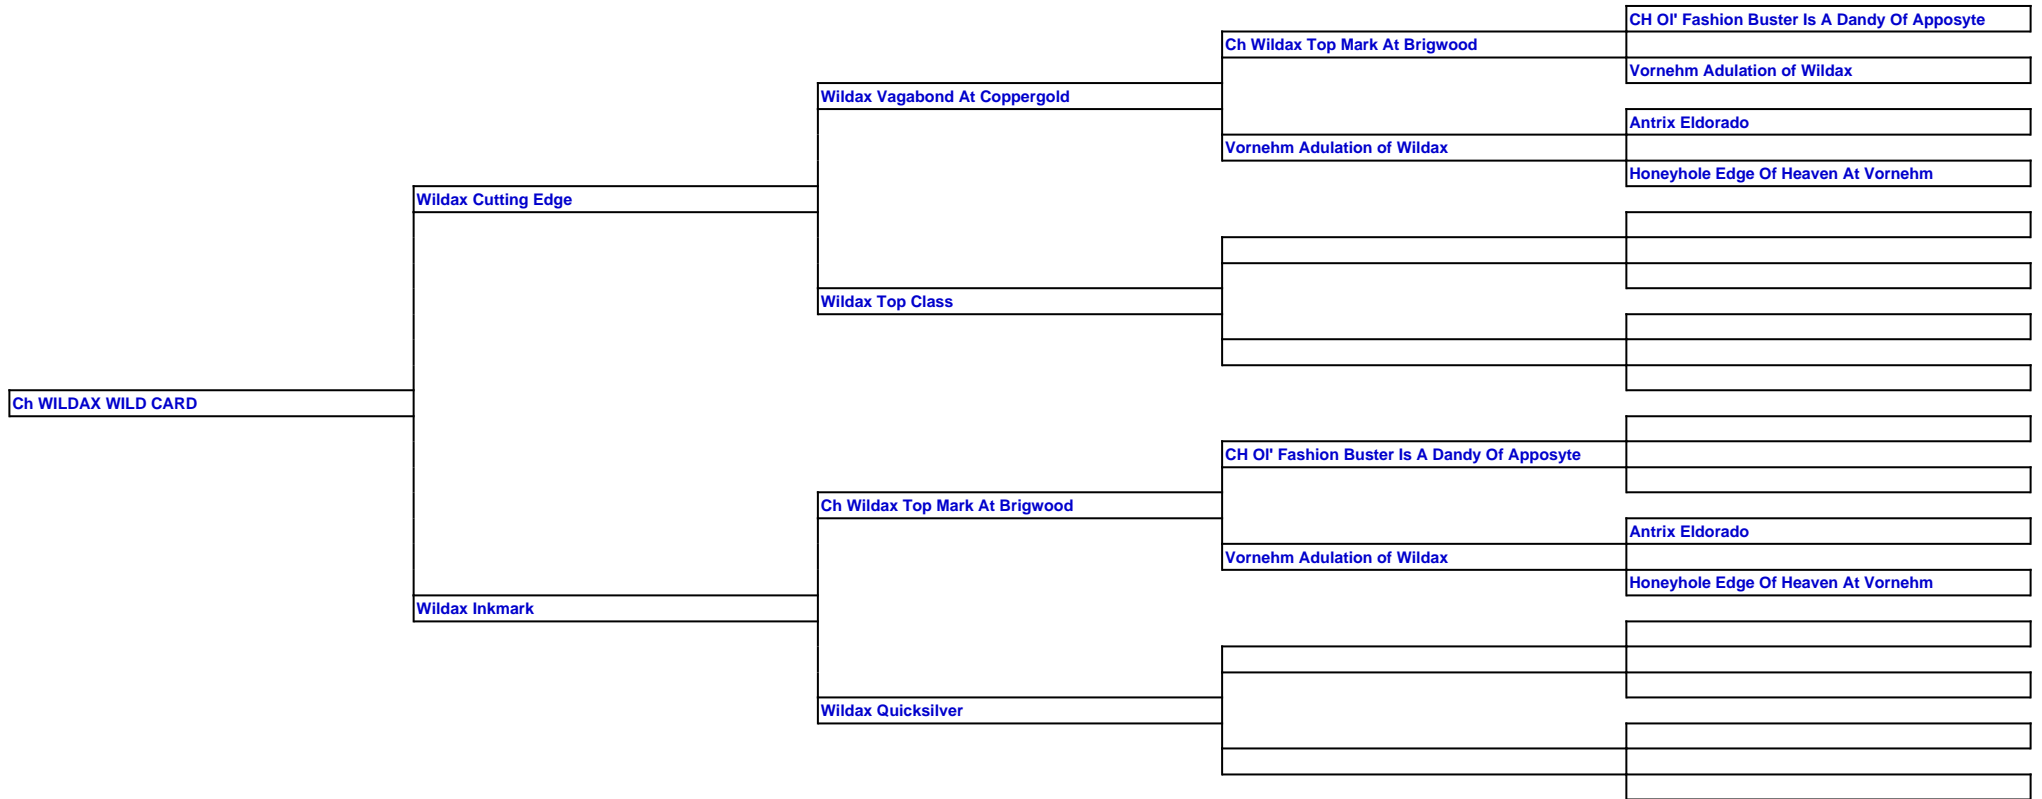 CH Ol' Fashion Buster Is A Dandy Of Apposyte
Ch Wildax Top Mark At Brigwood
Vornehm Adulation of Wildax
Wildax Vagabond At Coppergold
Antrix Eldorado
Vornehm Adulation of Wildax
Honeyhole Edge Of Heaven At Vornehm
Wildax Cutting Edge
Wildax Top Class
Ch WILDAX WILD CARD
CH Ol' Fashion Buster Is A Dandy Of Apposyte
Ch Wildax Top Mark At Brigwood
Antrix Eldorado
Vornehm Adulation of Wildax
Honeyhole Edge Of Heaven At Vornehm
Wildax Inkmark
Wildax Quicksilver